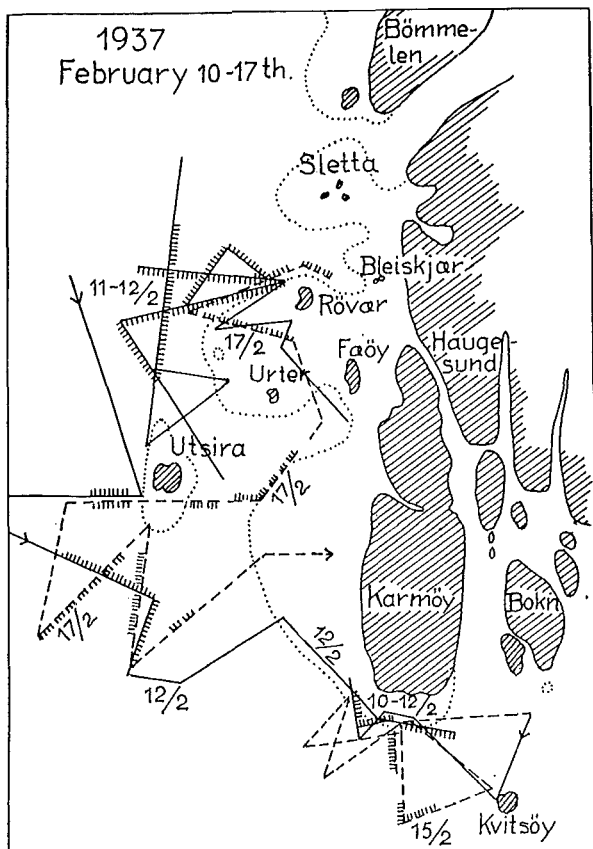 1937
February 10-17th.
Bömme-
len
Sletta
Bleiskjær
11-12/2
Rövar
17/2
Faöy
Hauge-
sund
Urter
Utsira
17/2
17/2
Karmöy
Bokn
12/2
12/2
10-12/2
15/2
Kvitsöy